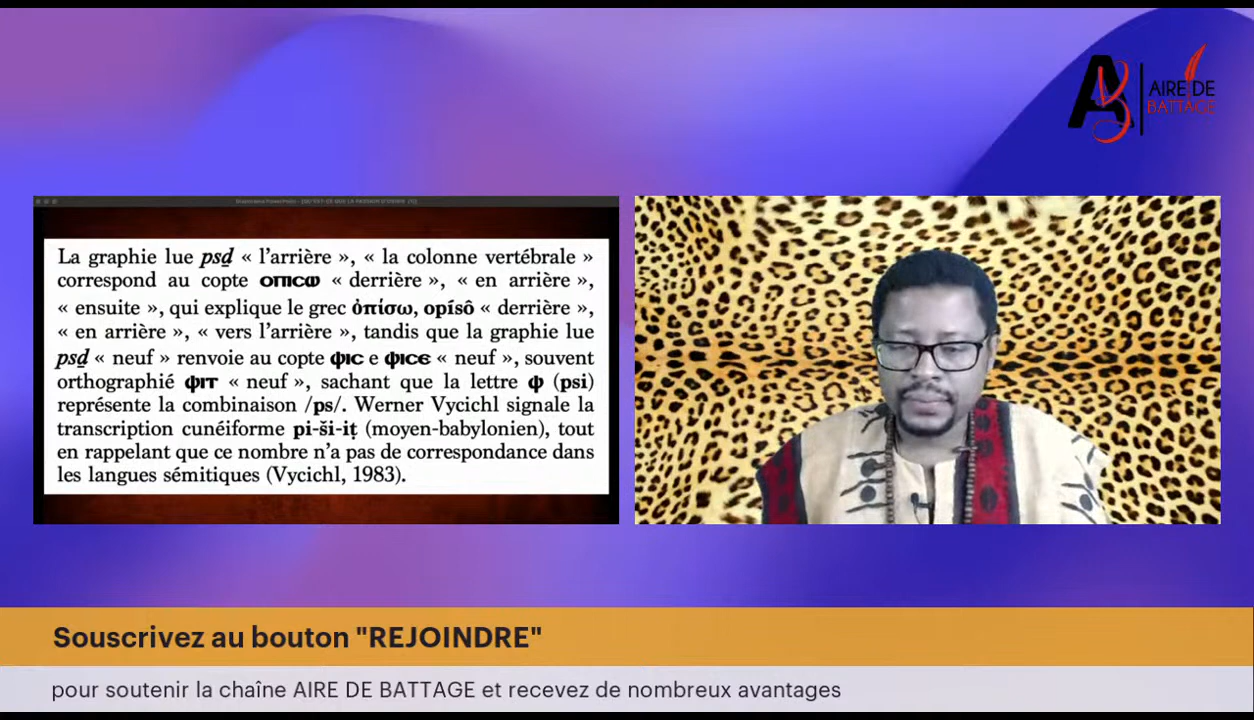 AIRE DE
BATTAGE
La graphie lue psḏ « l’arrière », « la colonne vertébrale »
correspond au copte ⲟⲡⲓⲥⲱ « derrière », « en arrière »,
« ensuite », qui explique le grec ὀπίσω, opísô « derrière »,
« en arrière », « vers l’arrière », tandis que la graphie lue
psḏ « neuf » renvoie au copte ⲯⲓⲥ e ⲯⲓⲥⲉ « neuf », souvent
orthographié ⲯⲓⲧ « neuf », sachant que la lettre ⲯ (psi)
représente la combinaison /ps/. Werner Vycichl signale la
transcription cunéiforme pi-ši-iṭ (moyen-babylonien), tout
en rappelant que ce nombre n’a pas de correspondance dans
les langues sémitiques (Vycichl, 1983).
Souscrivez au bouton "REJOINDRE"
pour soutenir la chaîne AIRE DE BATTAGE et recevez de nombreux avantages